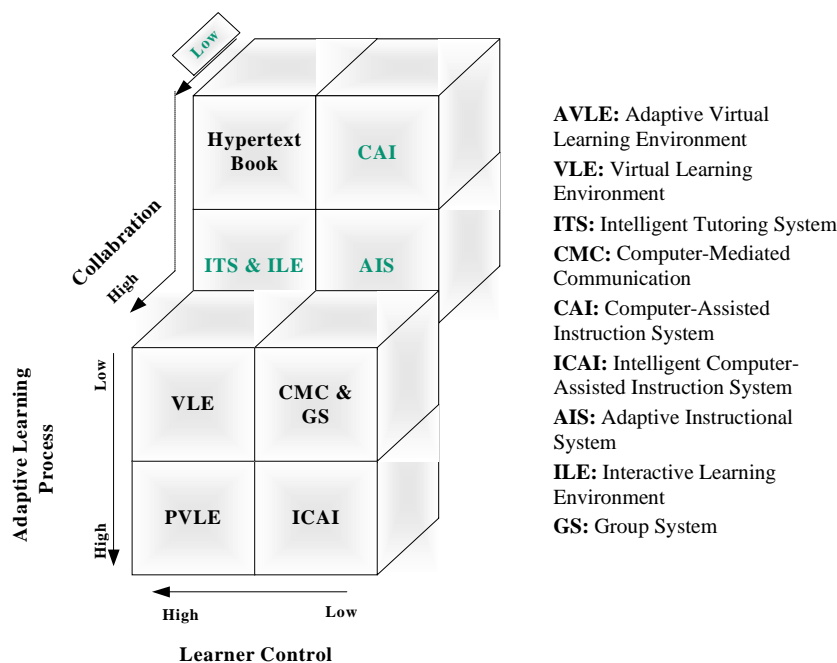 Low
Hypertext
Book
CAI
ITS & ILE
AIS
Collabration
High
VLE
CMC &
GS
PVLE
ICAI
Low
High
Adaptive Learning
Process
High
Low
Learner Control
AVLE: Adaptive Virtual
Learning Environment
VLE: Virtual Learning
Environment
ITS: Intelligent Tutoring System
CMC: Computer-Mediated
Communication
CAI: Computer-Assisted
Instruction System
ICAI: Intelligent Computer-
Assisted Instruction System
AIS: Adaptive Instructional
System
ILE: Interactive Learning
Environment
GS: Group System